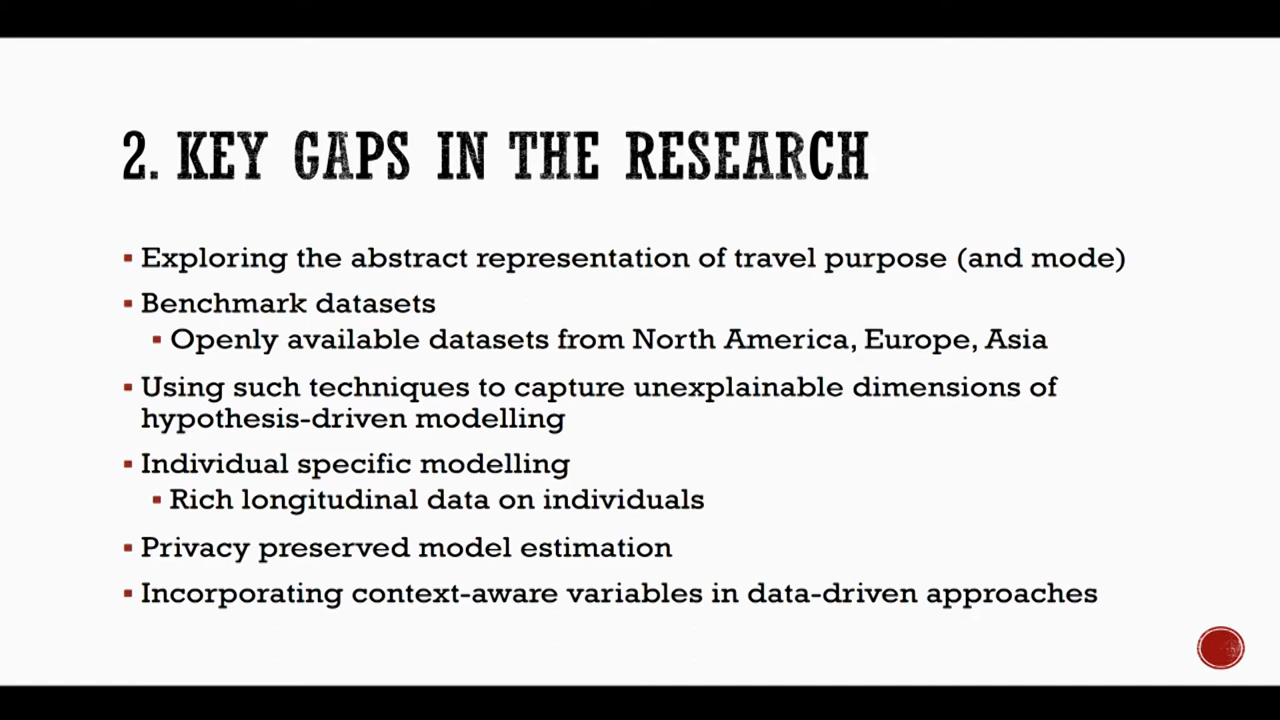 2. KEY GAPS IN THE RESEARCH
Exploring the abstract representation of travel purpose (and mode)
Benchmark datasets
Openly available datasets from North America, Europe, Asia
Using such techniques to capture unexplainable dimensions of
hypothesis-driven modelling
Individual specific modelling
Rich longitudinal data on individuals
Privacy preserved model estimation
Incorporating context-aware variables in data-driven approaches